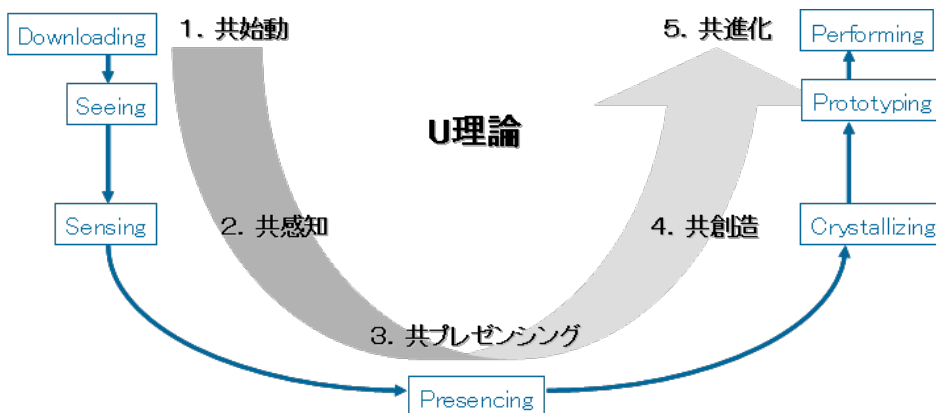 Downloading
1. 共始動
5. 共進化
Performing
Seeing
Prototyping
U理論
Sensing
2. 共感知
4. 共創造
Crystallizing
3. 共プレゼンシング
Presencing